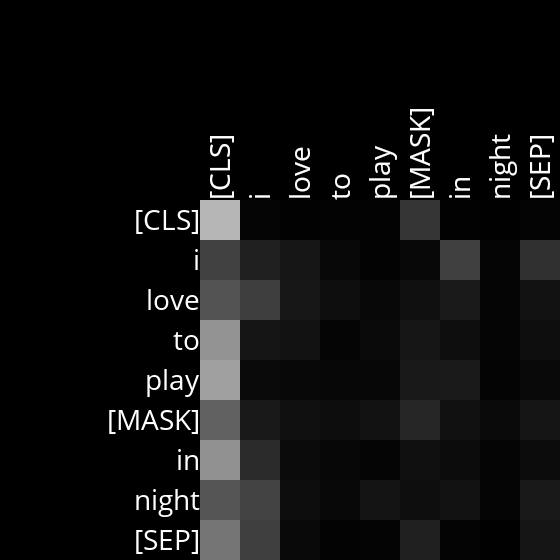 [CLS] i love to play [MASK] in night [SEP]
[CLS]
i
love
to
play
[MASK]
in
night
[SEP]